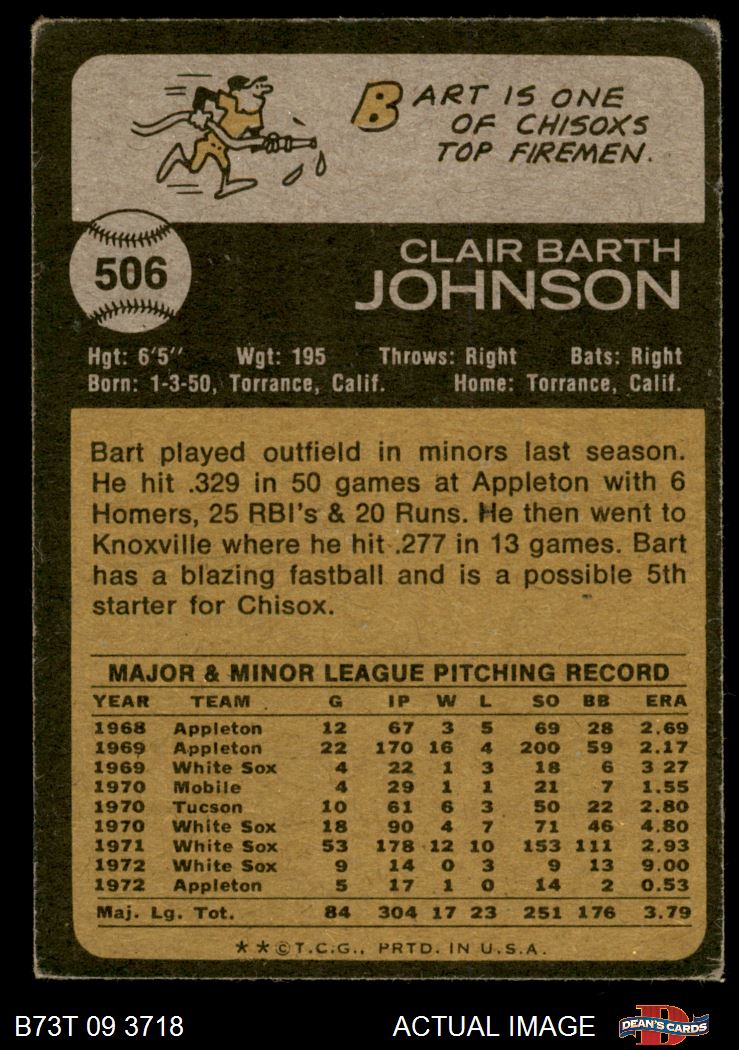 BART IS ONE
OF CHISOXS
TOP FIREMEN.
506
CLAIR BARTH
JOHNSON
Hgt: 6'5" Wgt: 195 Throws: Right Bats: Right
Born: 1-3-50, Torrance, Calif. Home: Torrance, Calif.
Bart played outfield in minors last season.
He hit .329 in 50 games at Appleton with 6
Homers, 25 RBI's & 20 Runs. He then went to
Knoxville where he hit .277 in 13 games. Bart
has a blazing fastball and is a possible 5th
starter for Chisox.
MAJOR & MINOR LEAGUE PITCHING RECORD
YEAR TEAM G IP W L SO BB ERA
1968 Appleton 12 67 3 5 69 28 2.69
1969 Appleton 22 170 16 4 200 59 2.17
1969 White Sox 4 22 1 3 18 6 3 27
1970 Mobile 4 29 1 1 21 7 1.55
1970 Tucson 10 61 6 3 50 22 2.80
1970 White Sox 18 90 4 7 71 46 4.80
1971 White Sox 53 178 12 10 153 111 2.93
1972 White Sox 9 14 0 3 9 13 9.00
1972 Appleton 5 17 1 0 14 2 0.53
Maj. Lg. Tot. 84 304 17 23 251 176 3.79
★★©T.C.G., PRTD. IN U.S.A.
B73T 09 3718 ACTUAL IMAGE D DEAN'S CARDS